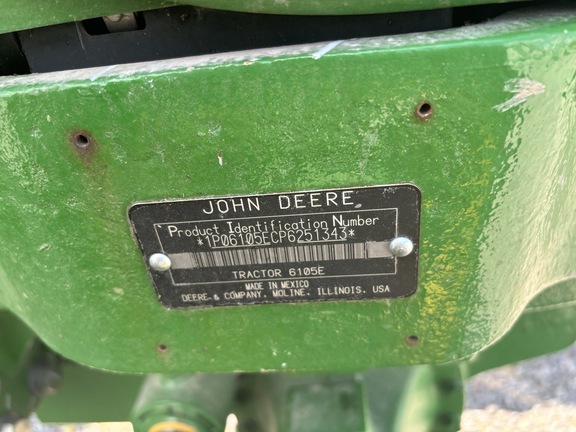 JOHN DEERE
Product Identification Number
*1P06105ECP6251343*
TRACTOR 6105E
MADE IN MEXICO
DEERE & COMPANY, MOLINE, ILLINOIS, USA